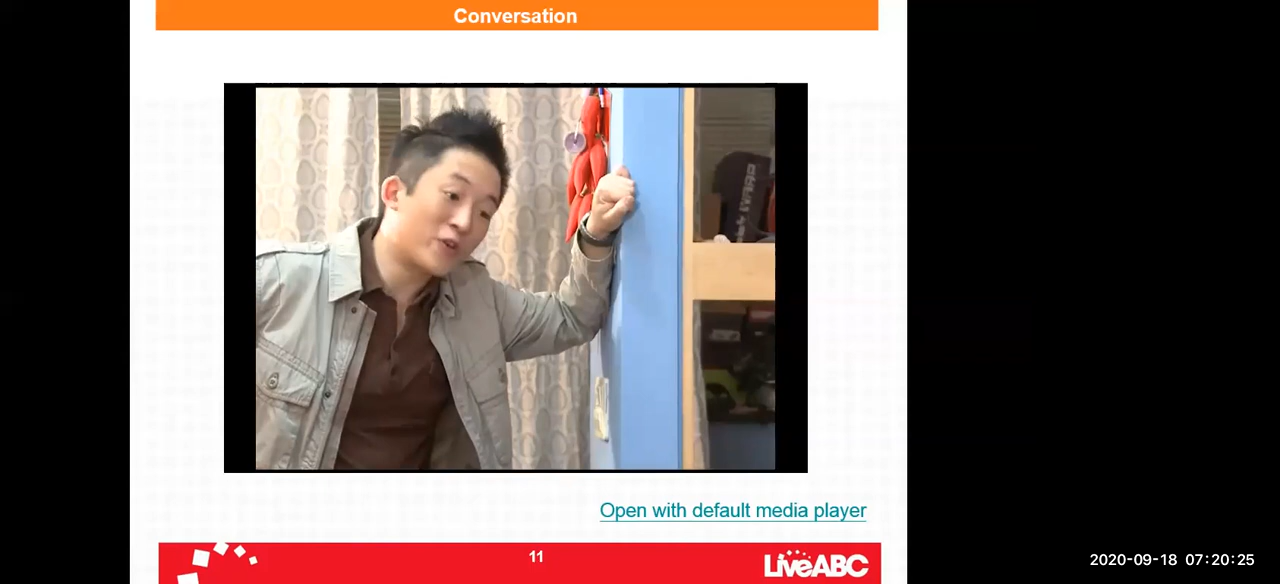 Conversation
Open with default media player
11
LiveABC
2020-09-18 07:20:25